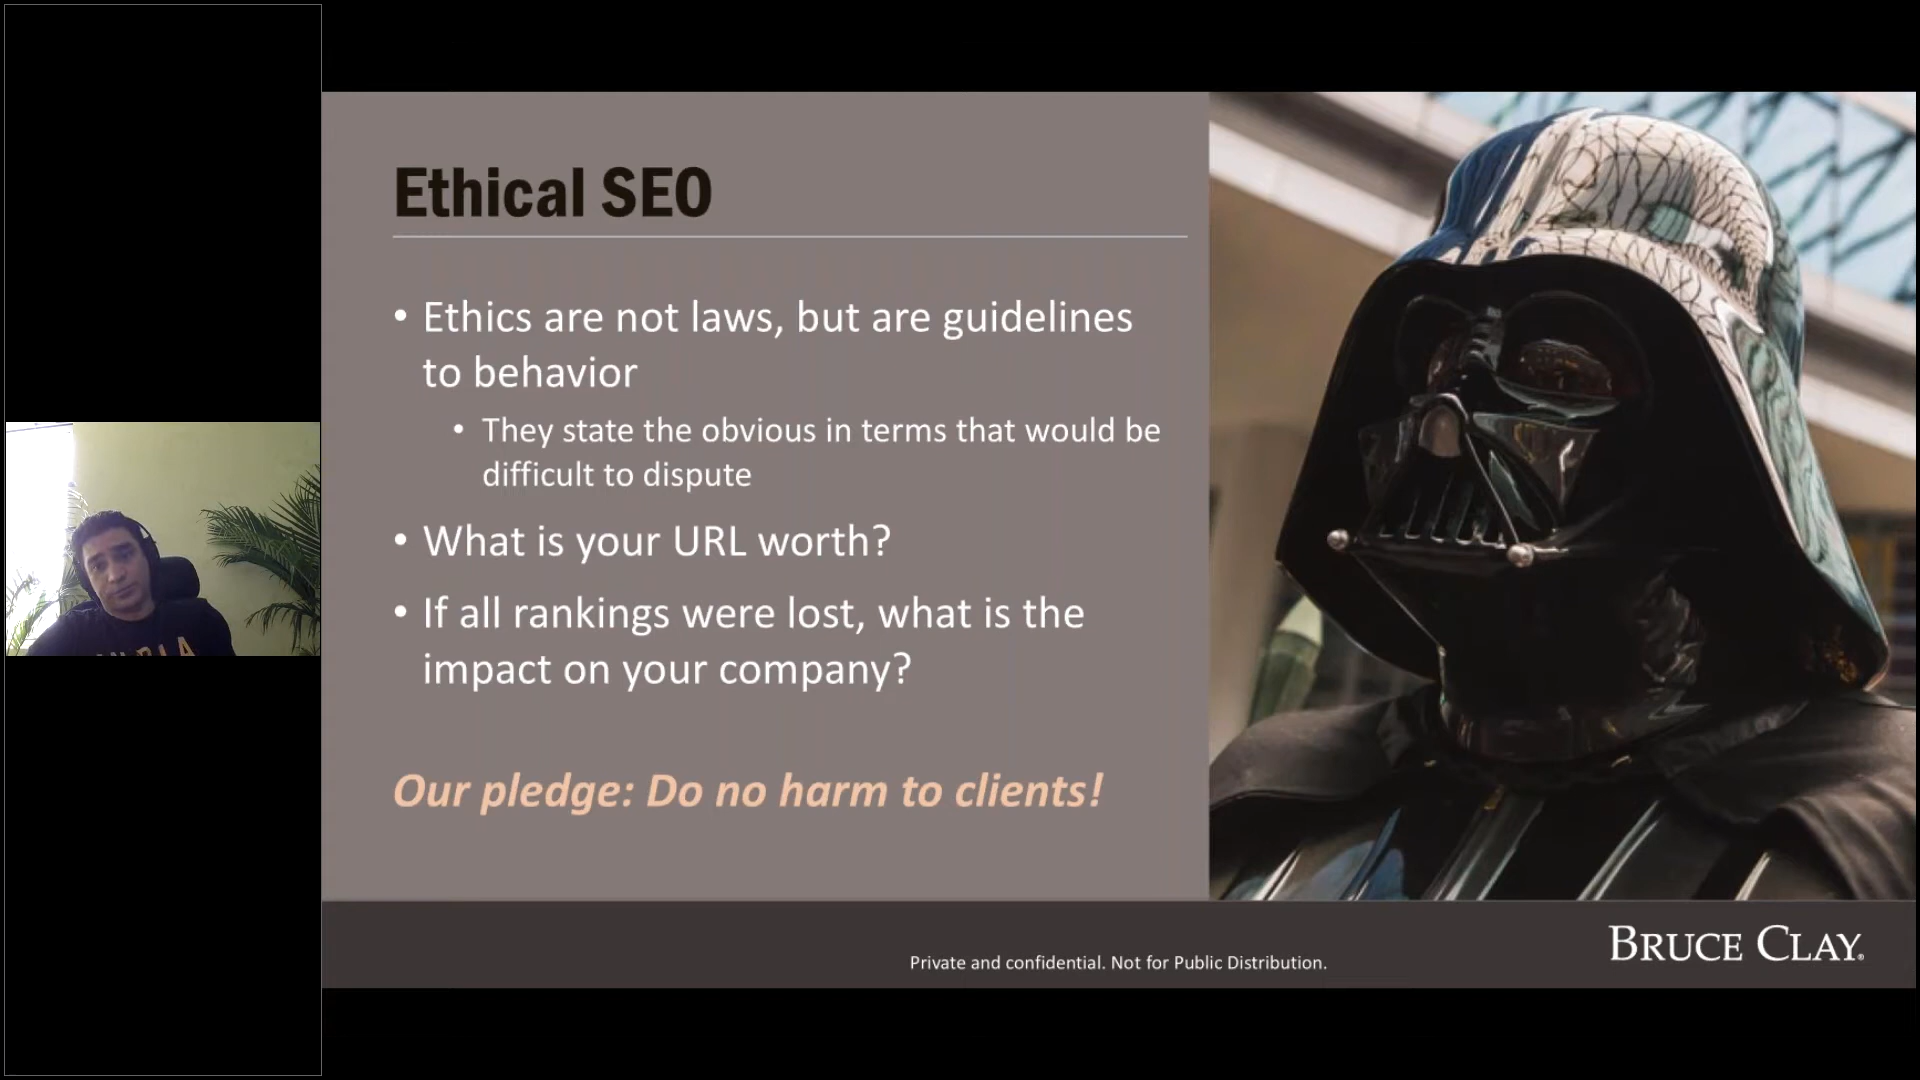 Ethical SEO
• Ethics are not laws, but are guidelines
to behavior
• They state the obvious in terms that would be
difficult to dispute
• What is your URL worth?
• If all rankings were lost, what is the
impact on your company?
Our pledge: Do no harm to clients!
Private and confidential. Not for Public Distribution.
BRUCE CLAY®